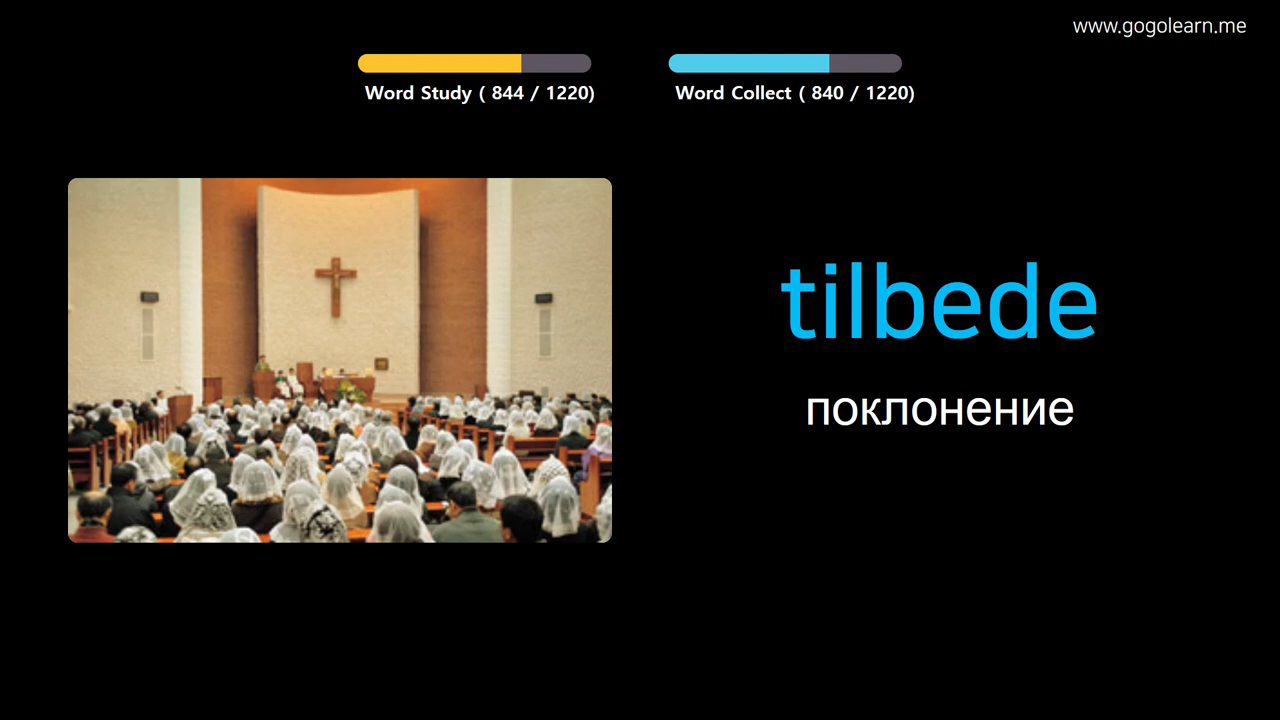 www.gogolearn.me
Word Study ( 844 / 1220)
Word Collect ( 840 / 1220)
tilbede
поклонение